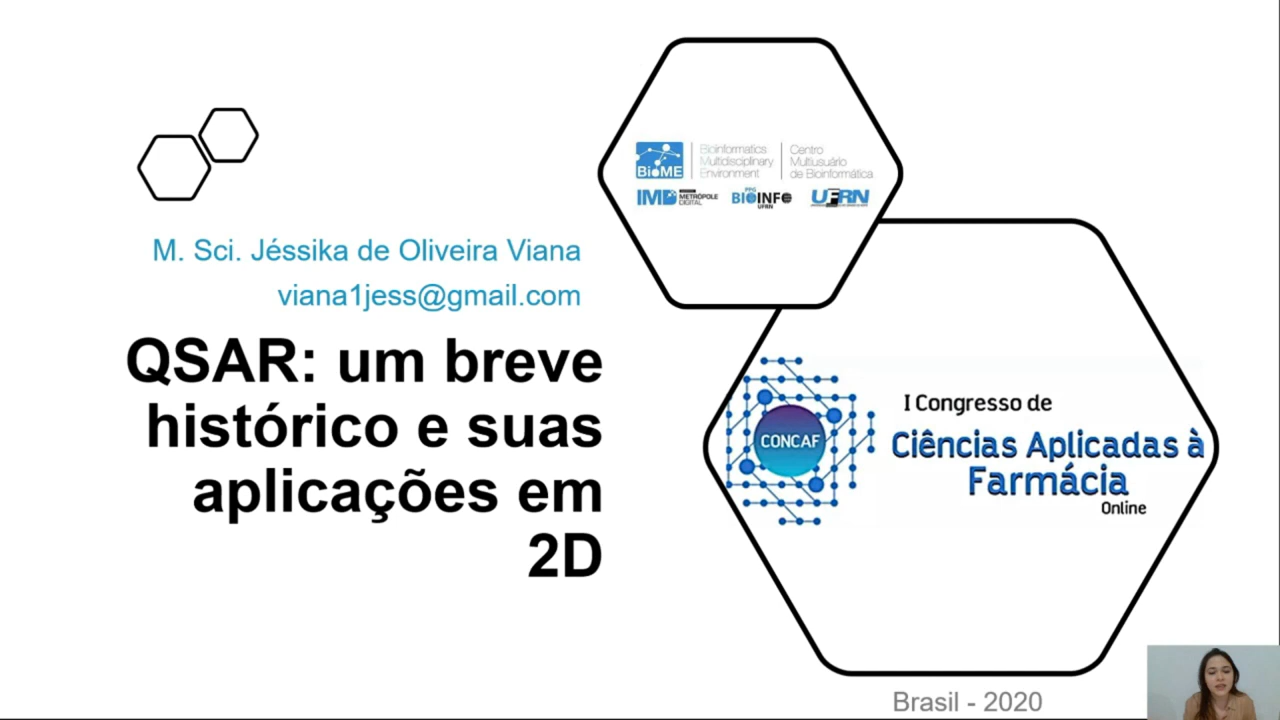 M. Sci. Jéssika de Oliveira Viana
viana1jess@gmail.com
QSAR: um breve
histórico e suas
aplicações em
2D
BiOME
Bioinformatics
Multidisciplinary
Environment
Centro
Multiusuário
de Bioinformática
IMD
METRÓPOLE
DIGITAL
PPG
BIOINFO
UFRN
UFRN
CONCAF
I Congresso de
Ciências Aplicadas à
Farmácia
Online
Brasil - 2020